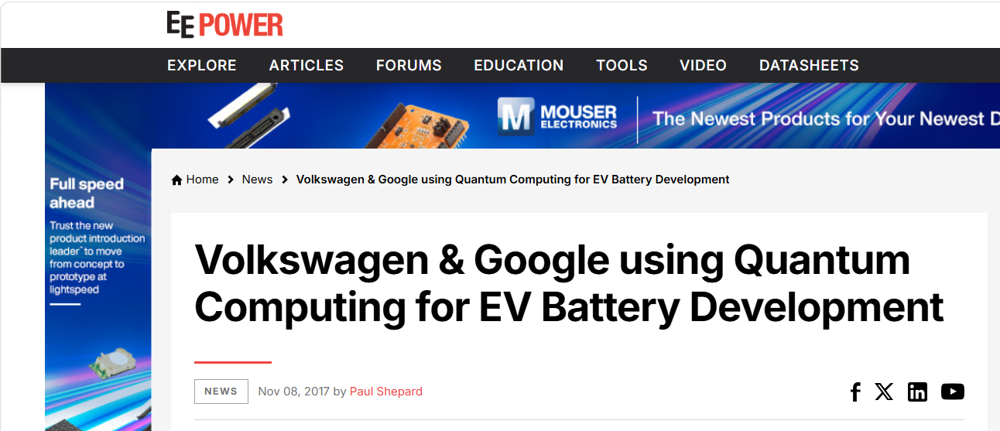 EE POWER
EXPLORE ARTICLES FORUMS EDUCATION TOOLS VIDEO DATASHEETS
M MOUSER ELECTRONICS The Newest Products for Your Newest D
Full speed
ahead
Trust the new
product introduction
leader™ to move
from concept to
prototype at
lightspeed
Home > News > Volkswagen & Google using Quantum Computing for EV Battery Development
Volkswagen & Google using Quantum
Computing for EV Battery Development
NEWS Nov 08, 2017 by Paul Shepard